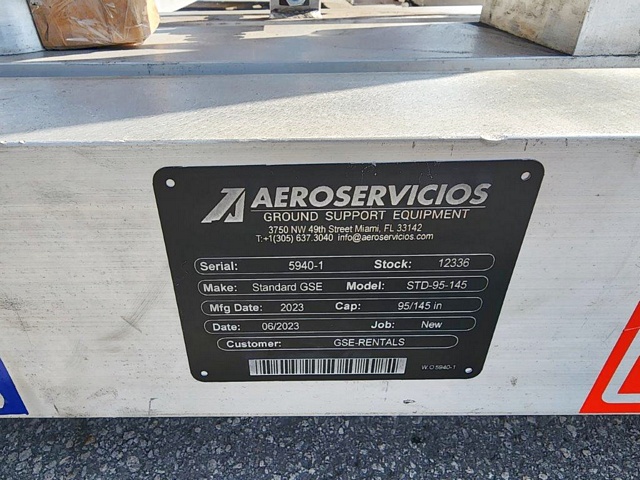 AEROSERVICIOS
GROUND SUPPORT EQUIPMENT
3750 NW 49th Street Miami, FL 33142
T:+1(305) 637.3040 info@aeroservicios.com
Serial: 5940-1 Stock: 12336
Make: Standard GSE Model: STD-95-145
Mfg Date: 2023 Cap: 95/145 in
Date: 06/2023 Job: New
Customer: GSE-RENTALS
W.O 5940-1